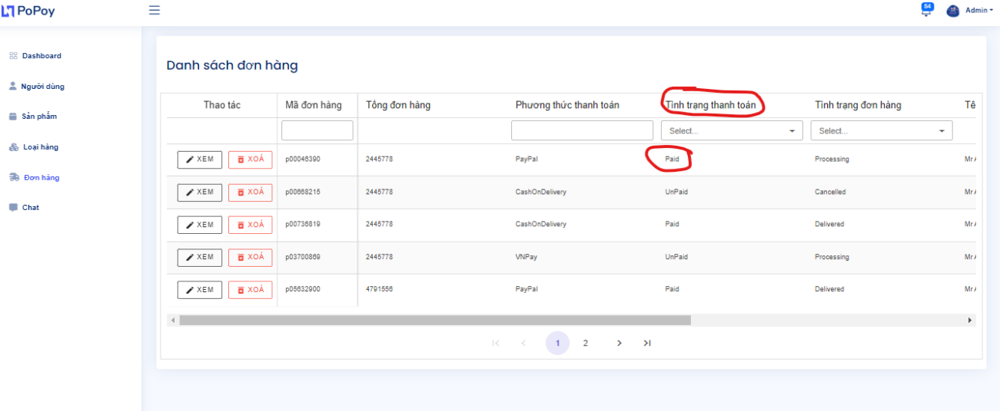 PoPoy
54
Admin
Dashboard
Người dùng
Sản phẩm
Loại hàng
Đơn hàng
Chat
Danh sách đơn hàng
Thao tác Mã đơn hàng Tổng đơn hàng Phương thức thanh toán Tình trạng thanh toán Tình trạng đơn hàng Tê
Select... Select...
XEM XOÁ p00046390 2445778 PayPal Paid Processing Mr
XEM XOÁ p00668215 2445778 CashOnDelivery UnPaid Cancelled Mr
XEM XOÁ p00736819 2445778 CashOnDelivery Paid Delivered Mr
XEM XOÁ p03700869 2445778 VNPay UnPaid Processing Mr
XEM XOÁ p05632900 4791556 PayPal Paid Delivered Mr
1 2